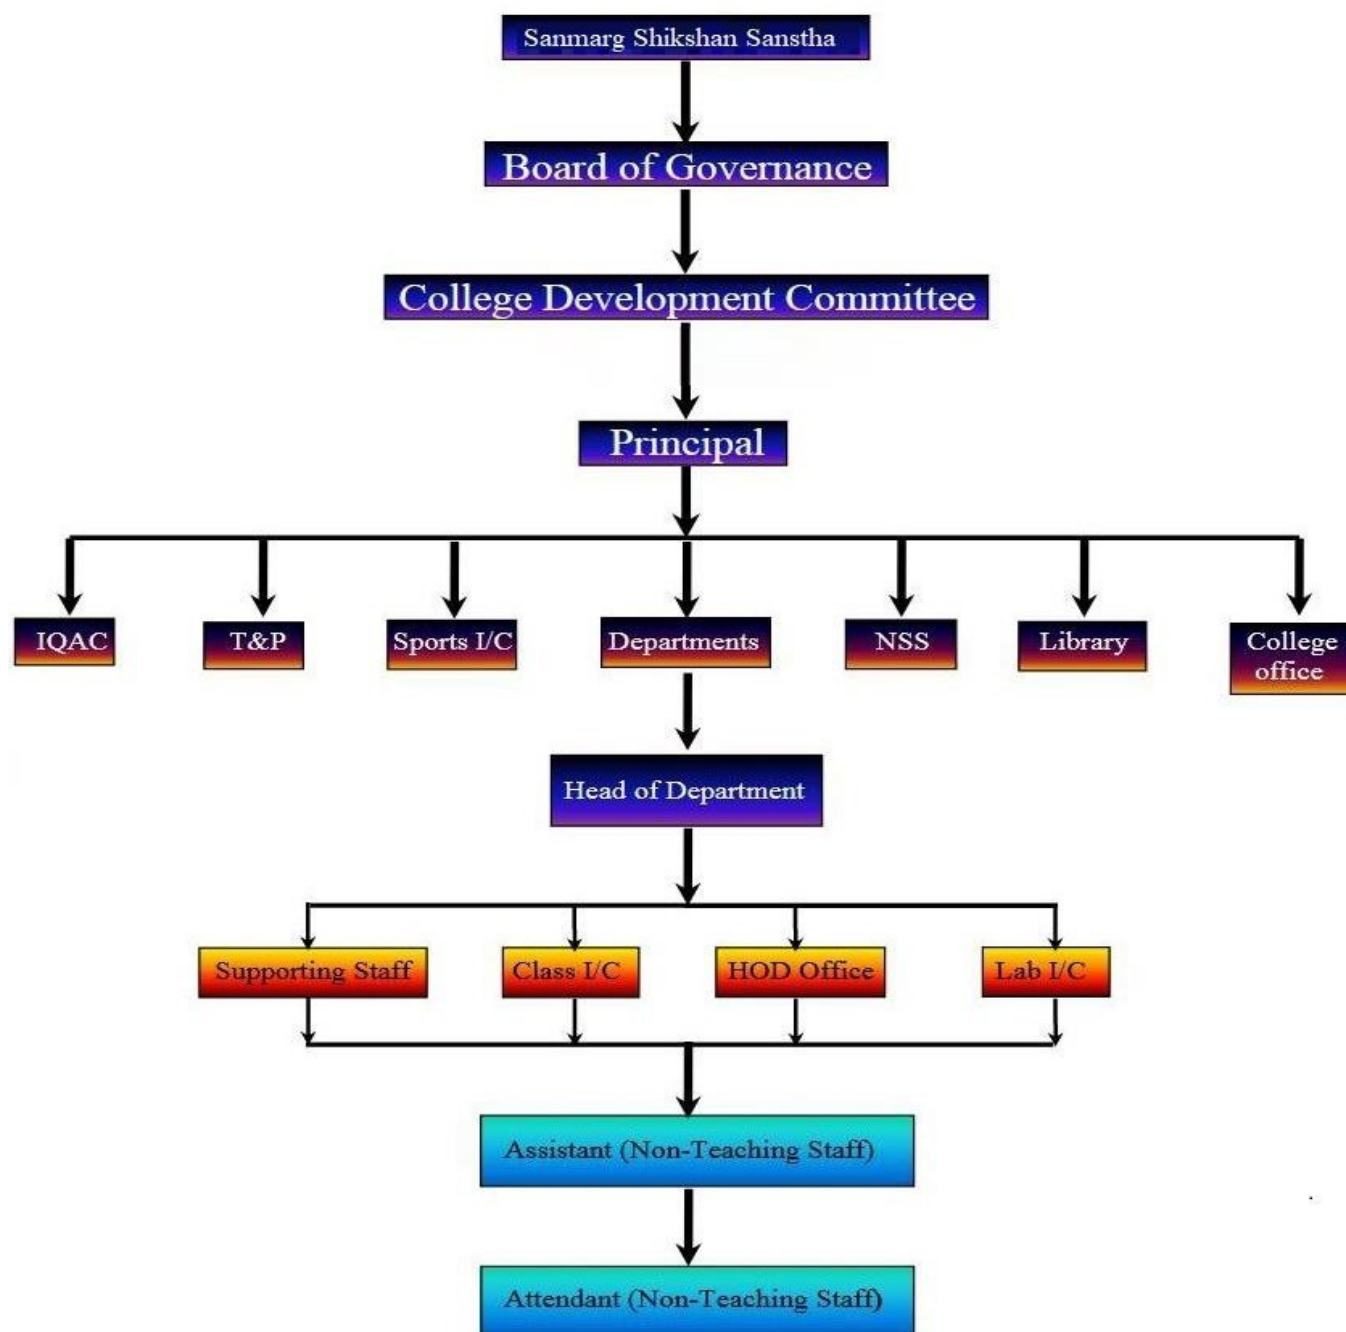 Sanmarg Shikshan Sanstha
Board of Governance
College Development Committee
Principal
IQAC
T&P
Sports I/C
Departments
NSS
Library
College
office
Head of Department
Supporting Staff
Class I/C
HOD Office
Lab I/C
Assistant (Non-Teaching Staff)
Attendant (Non-Teaching Staff)